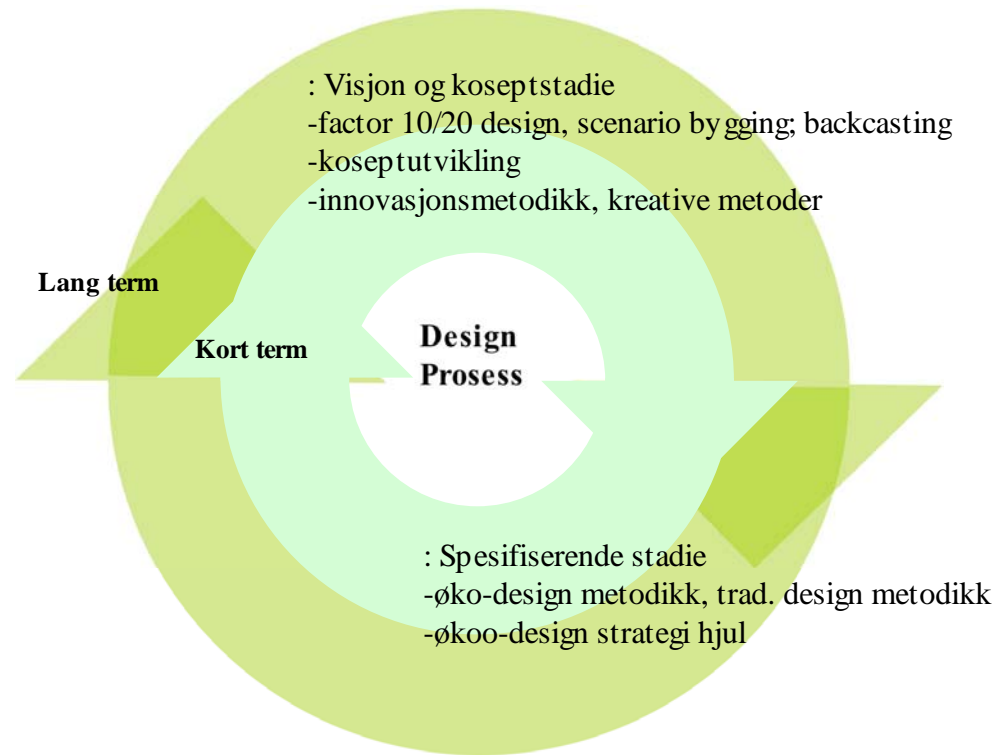 : Visjon og koseptstadie
-factor 10/20 design, scenario bygging; backcasting
-koseptutvikling
-innovasjonsmetodikk, kreative metoder
Lang term
Kort term
Design
Prosess
: Spesifiserende stadie
-øko-design metodikk, trad. design metodikk
-økoo-design strategi hjul